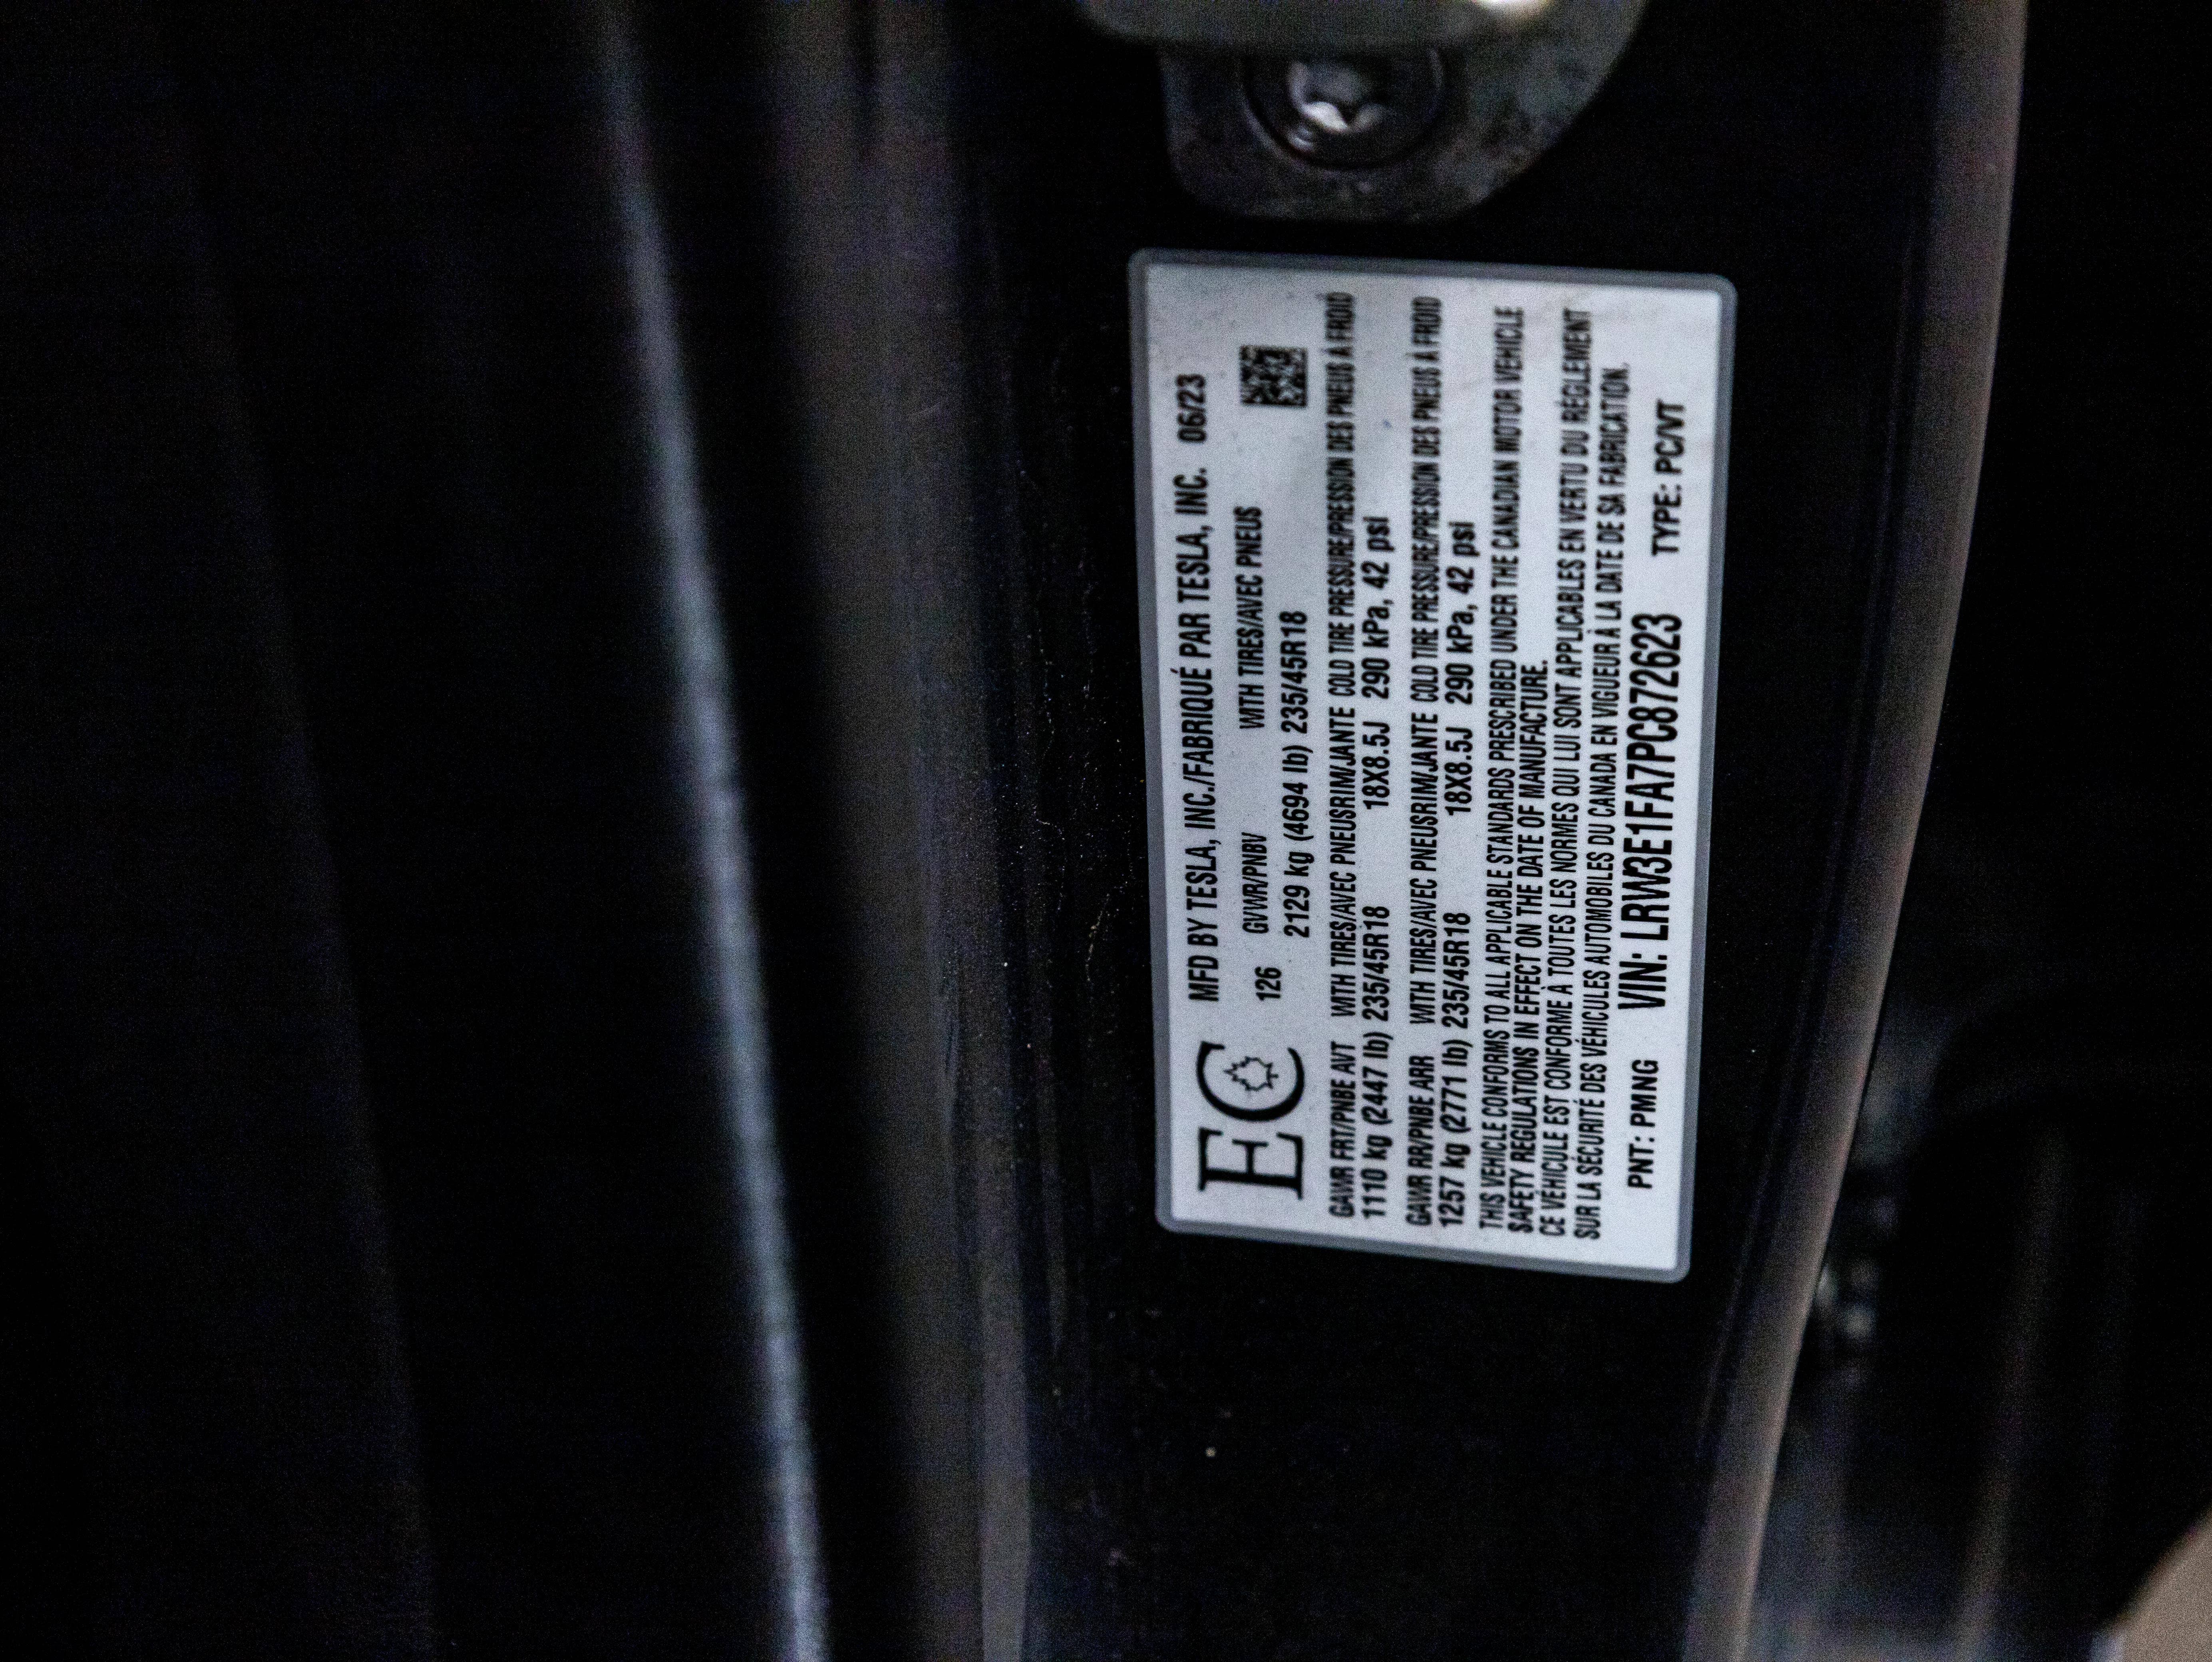 MFD BY TESLA, INC./FABRIQUÉ PAR TESLA, INC. 06/23
EC 126 GVWR/PNBV WITH TIRES/AVEC PNEUS
2129 kg (4694 lb) 235/45R18
GAWR FRT/PNBE AVT WITH TIRES/AVEC PNEUS RIM/JANTE COLD TIRE PRESSURE/PRESSION DES PNEUS À FROID
1110 kg (2447 lb) 235/45R18 18X8.5J 290 kPa, 42 psi
GAWR RR/PNBE ARR WITH TIRES/AVEC PNEUS RIM/JANTE COLD TIRE PRESSURE/PRESSION DES PNEUS À FROID
1257 kg (2771 lb) 235/45R18 18X8.5J 290 kPa, 42 psi
THIS VEHICLE CONFORMS TO ALL APPLICABLE STANDARDS PRESCRIBED UNDER THE CANADIAN MOTOR VEHICLE
SAFETY REGULATIONS IN EFFECT ON THE DATE OF MANUFACTURE.
CE VÉHICULE EST CONFORME À TOUTES LES NORMES QUI LUI SONT APPLICABLES EN VERTU DU RÈGLEMENT
SUR LA SÉCURITÉ DES VÉHICULES AUTOMOBILES DU CANADA EN VIGUEUR À LA DATE DE SA FABRICATION.
PNT: PMNG VIN: LRW3E1FA7PC872623 TYPE: PC/VT